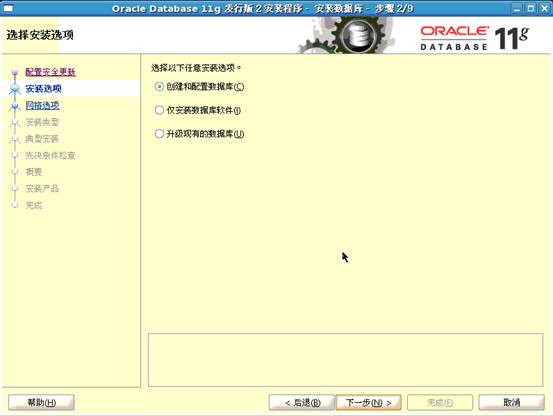 Oracle Database 11g 发行版 2 安装程序 - 安装数据库 - 步骤 2/9
选择安装选项
ORACLE
DATABASE 11g
配置安全更新
安装选项
网格选项
安装类型
典型安装
先决条件检查
概要
安装产品
完成
选择以下任意安装选项。
创建和配置数据库(C)
仅安装数据库软件(I)
升级现有的数据库(U)
帮助(H)
< 后退(B)
下一步(N) >
完成(F)
取消